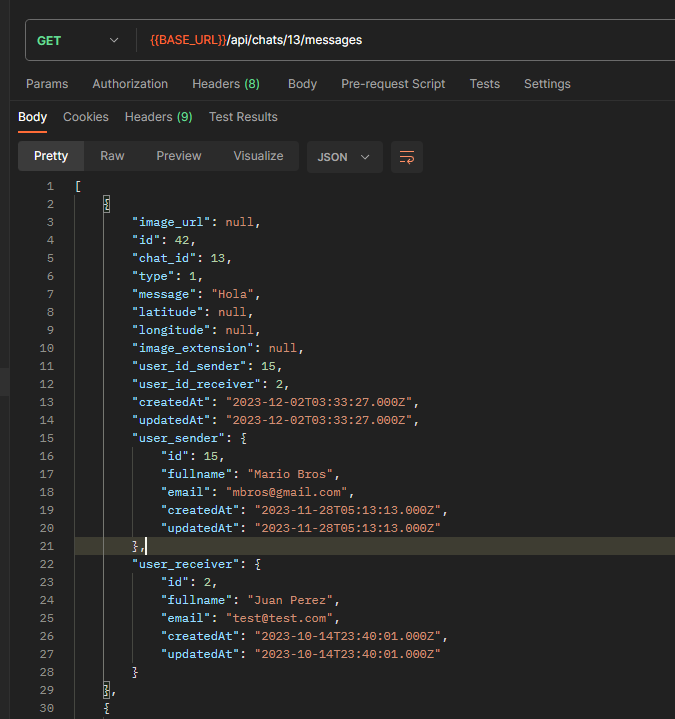 GET {{BASE_URL}}/api/chats/13/messages
Params Authorization Headers (8) Body Pre-request Script Tests Settings
Body Cookies Headers (9) Test Results
Pretty Raw Preview Visualize JSON
1 [
2 {
3 "image_url": null,
4 "id": 42,
5 "chat_id": 13,
6 "type": 1,
7 "message": "Hola",
8 "latitude": null,
9 "longitude": null,
10 "image_extension": null,
11 "user_id_sender": 15,
12 "user_id_receiver": 2,
13 "createdAt": "2023-12-02T03:33:27.000Z",
14 "updatedAt": "2023-12-02T03:33:27.000Z",
15 "user_sender": {
16 "id": 15,
17 "fullname": "Mario Bros",
18 "email": "mbros@gmail.com",
19 "createdAt": "2023-11-28T05:13:13.000Z",
20 "updatedAt": "2023-11-28T05:13:13.000Z"
21 },
22 "user_receiver": {
23 "id": 2,
24 "fullname": "Juan Perez",
25 "email": "test@test.com",
26 "createdAt": "2023-10-14T23:40:01.000Z",
27 "updatedAt": "2023-10-14T23:40:01.000Z"
28 }
29 },
30 {